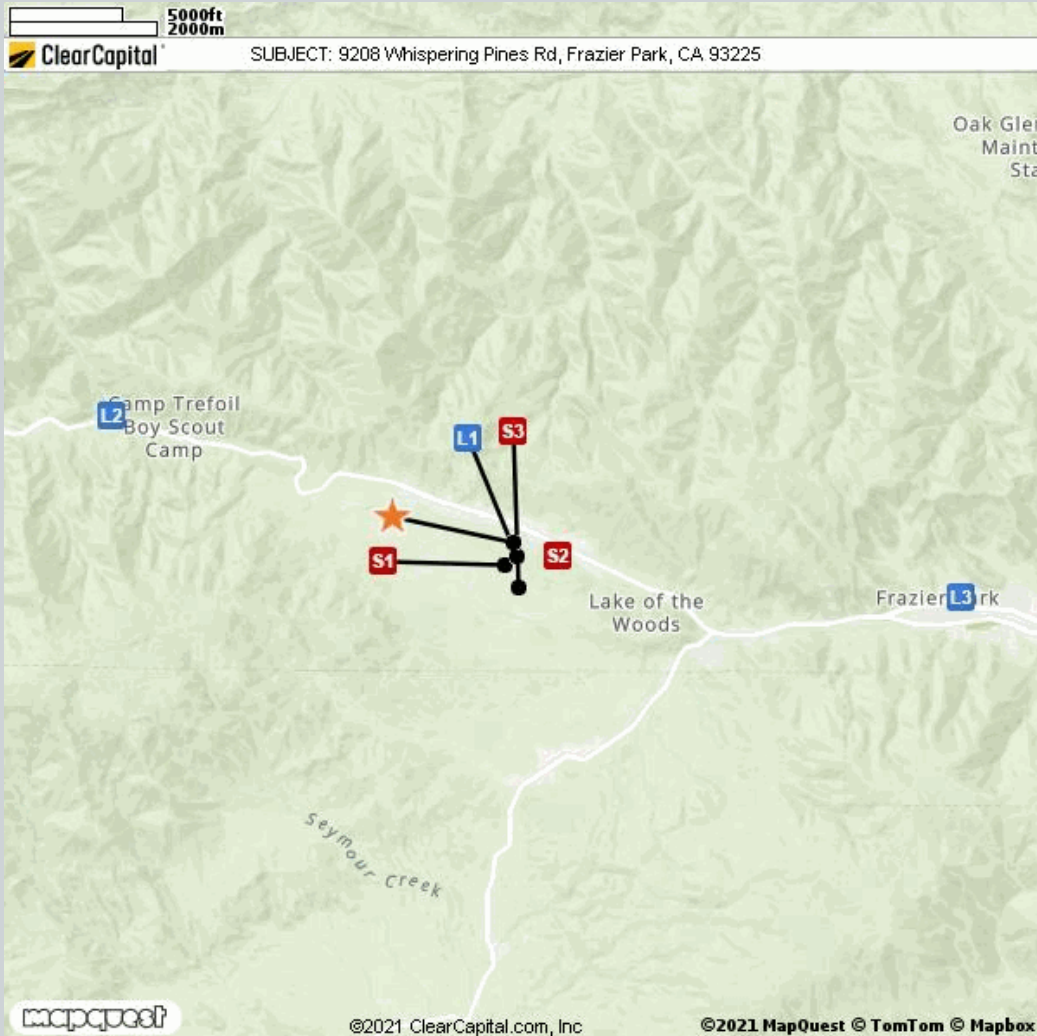 5000ft
2000m
ClearCapital
SUBJECT: 9208 Whispering Pines Rd, Frazier Park, CA 93225
Oak Gle
Maint
Sta
Camp Trefoil
Boy Scout
Camp
L2
L1
S3
S1
S2
Lake of the
Woods
Frazier Park
L3
Seymour Creek
mapquest
©2021 ClearCapital.com, Inc
©2021 MapQuest © TomTom © Mapbox